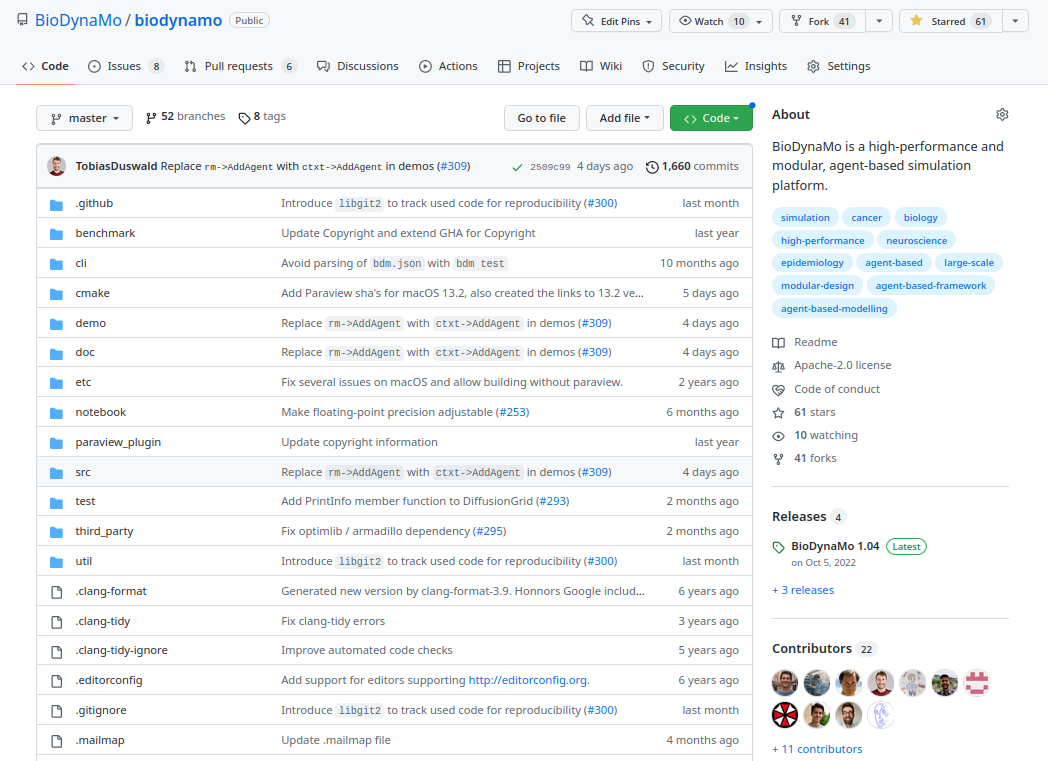 BioDynaMo / biodynamo Public Edit Pins Watch 10 Fork 41 Starred 61
Code Issues 8 Pull requests 6 Discussions Actions Projects Wiki Security Insights Settings
master 52 branches 8 tags Go to file Add file Code
TobiasDuswald Replace rm->AddAgent with ctxt->AddAgent in demos (#309) 2509c99 4 days ago 1,660 commits
.github Introduce libgit2 to track used code for reproducibility (#300) last month
benchmark Update Copyright and extend GHA for Copyright last year
cli Avoid parsing of bdm.json with bdm test 10 months ago
cmake Add Paraview sha's for macOS 13.2, also created the links to 13.2 ve... 5 days ago
demo Replace rm->AddAgent with ctxt->AddAgent in demos (#309) 4 days ago
doc Replace rm->AddAgent with ctxt->AddAgent in demos (#309) 4 days ago
etc Fix several issues on macOS and allow building without paraview. 2 years ago
notebook Make floating-point precision adjustable (#253) 6 months ago
paraview_plugin Update copyright information last year
src Replace rm->AddAgent with ctxt->AddAgent in demos (#309) 4 days ago
test Add PrintInfo member function to DiffusionGrid (#293) 2 months ago
third_party Fix optimlib / armadillo dependency (#295) 2 months ago
util Introduce libgit2 to track used code for reproducibility (#300) last month
.clang-format Generated new version by clang-format-3.9. Honnors Google includ... 6 years ago
.clang-tidy Fix clang-tidy errors 3 years ago
.clang-tidy-ignore Improve automated code checks 5 years ago
.editorconfig Add support for editors supporting http://editorconfig.org. 6 years ago
.gitignore Introduce libgit2 to track used code for reproducibility (#300) last month
.mailmap Update .mailmap file 4 months ago
About
BioDynaMo is a high-performance and
modular, agent-based simulation
platform.
simulation cancer biology
high-performance neuroscience
epidemiology agent-based large-scale
modular-design agent-based-framework
agent-based-modelling
Readme
Apache-2.0 license
Code of conduct
61 stars
10 watching
41 forks
Releases 4
BioDynaMo 1.04 Latest
on Oct 5, 2022
+ 3 releases
Contributors 22
+ 11 contributors